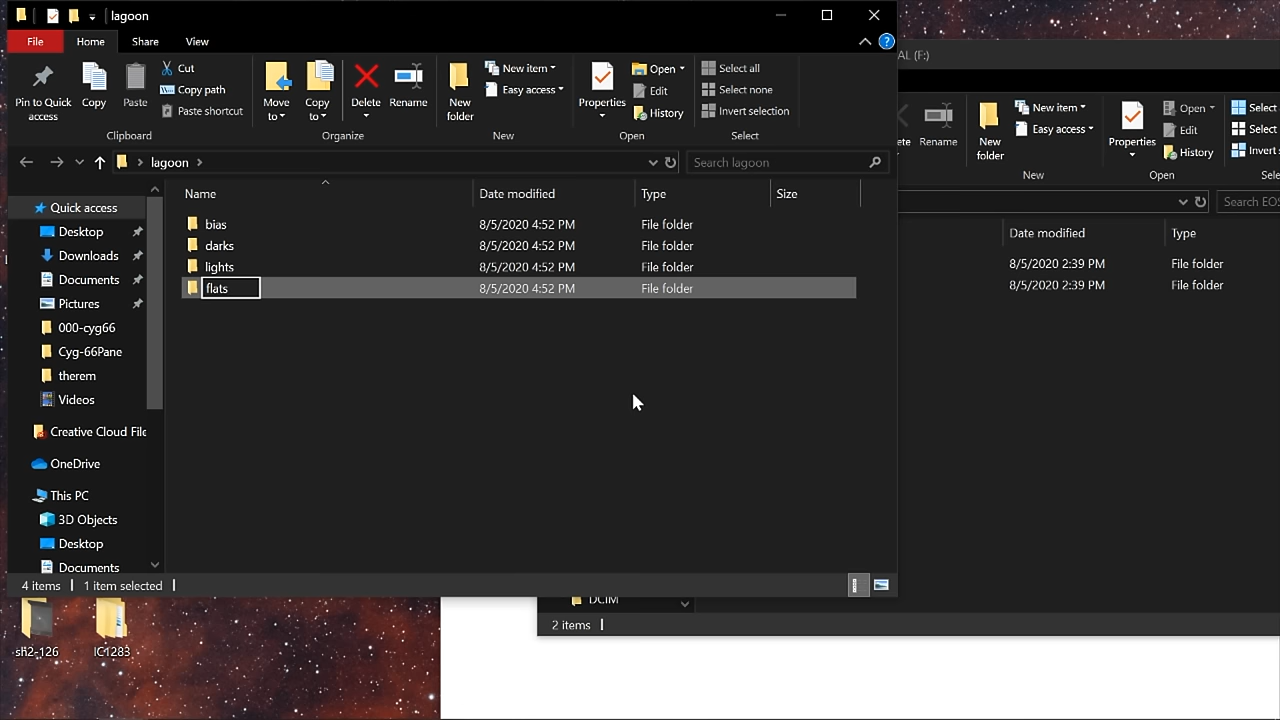 lagoon
File Home Share View
Pin to Quick access
Copy
Paste
Cut
Copy path
Paste shortcut
Clipboard
Move to
Copy to
Delete
Rename
Organize
New folder
New item
Easy access
New
Properties
Open
Edit
History
Open
Select all
Select none
Invert selection
Select
lagoon
Search lagoon
Name Date modified Type Size
bias 8/5/2020 4:52 PM File folder
darks 8/5/2020 4:52 PM File folder
lights 8/5/2020 4:52 PM File folder
flats 8/5/2020 4:52 PM File folder
Quick access
Desktop
Downloads
Documents
Pictures
000-cyg66
Cyg-66Pane
therem
Videos
Creative Cloud File
OneDrive
This PC
3D Objects
Desktop
Documents
4 items 1 item selected
AL (F:)
ete
Rename
New folder
New item
Easy access
New
Properties
Open
Edit
History
Open
Select
Select
Invert s
Sele
Search EOS
Date modified Type
8/5/2020 2:39 PM File folder
8/5/2020 2:39 PM File folder
DCIM
2 items
sh2-126
IC1283